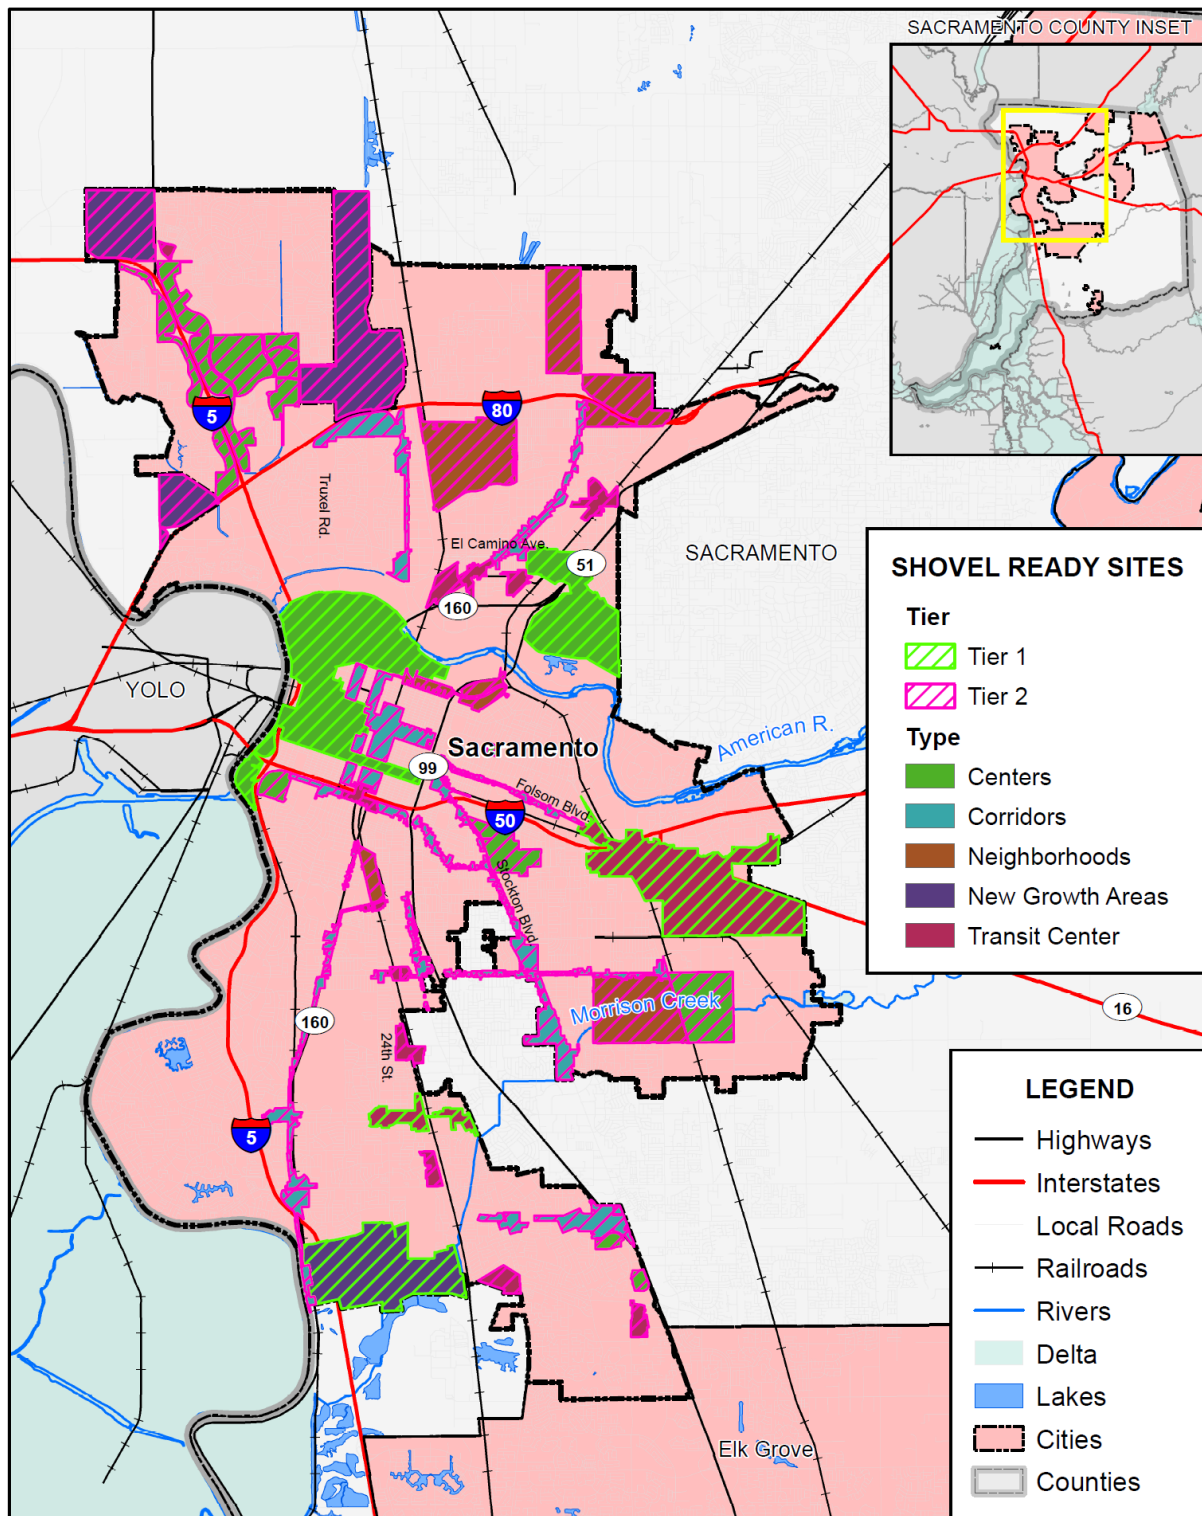 SACRAMENTO COUNTY INSET
5
80
Truxel Rd.
El Camino Ave.
51
SACRAMENTO
160
YOLO
American R.
Sacramento
99
Folsom Blvd.
50
Stockton Blvd.
Morrison Creek
160
24th St.
16
5
Elk Grove
SHOVEL READY SITES
Tier
Tier 1
Tier 2
Type
Centers
Corridors
Neighborhoods
New Growth Areas
Transit Center
LEGEND
Highways
Interstates
Local Roads
Railroads
Rivers
Delta
Lakes
Cities
Counties